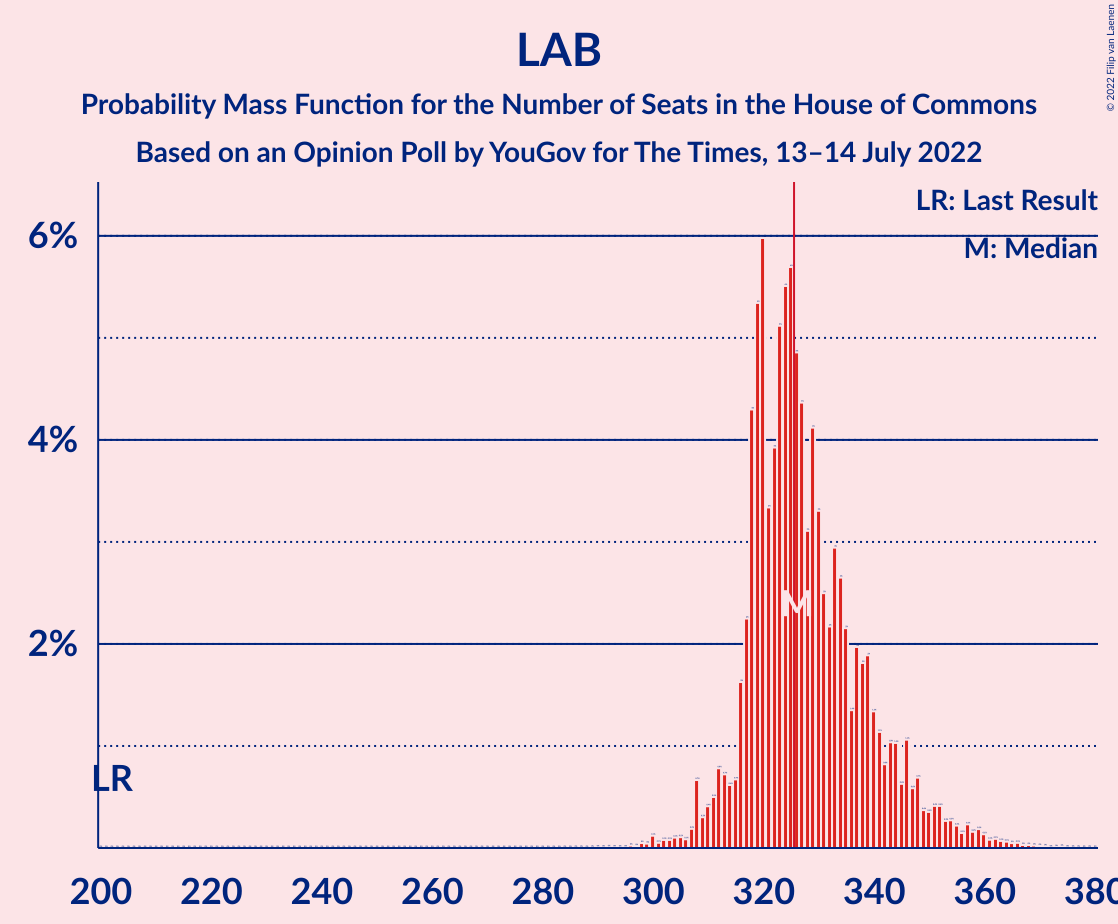 LAB
Probability Mass Function for the Number of Seats in the House of Commons
Based on an Opinion Poll by YouGov for The Times, 13–14 July 2022
© 2022 Filip van Laenen
LR: Last Result
M: Median
6%
4%
2%
M
LR
200 220 240 260 280 300 320 340 360 380